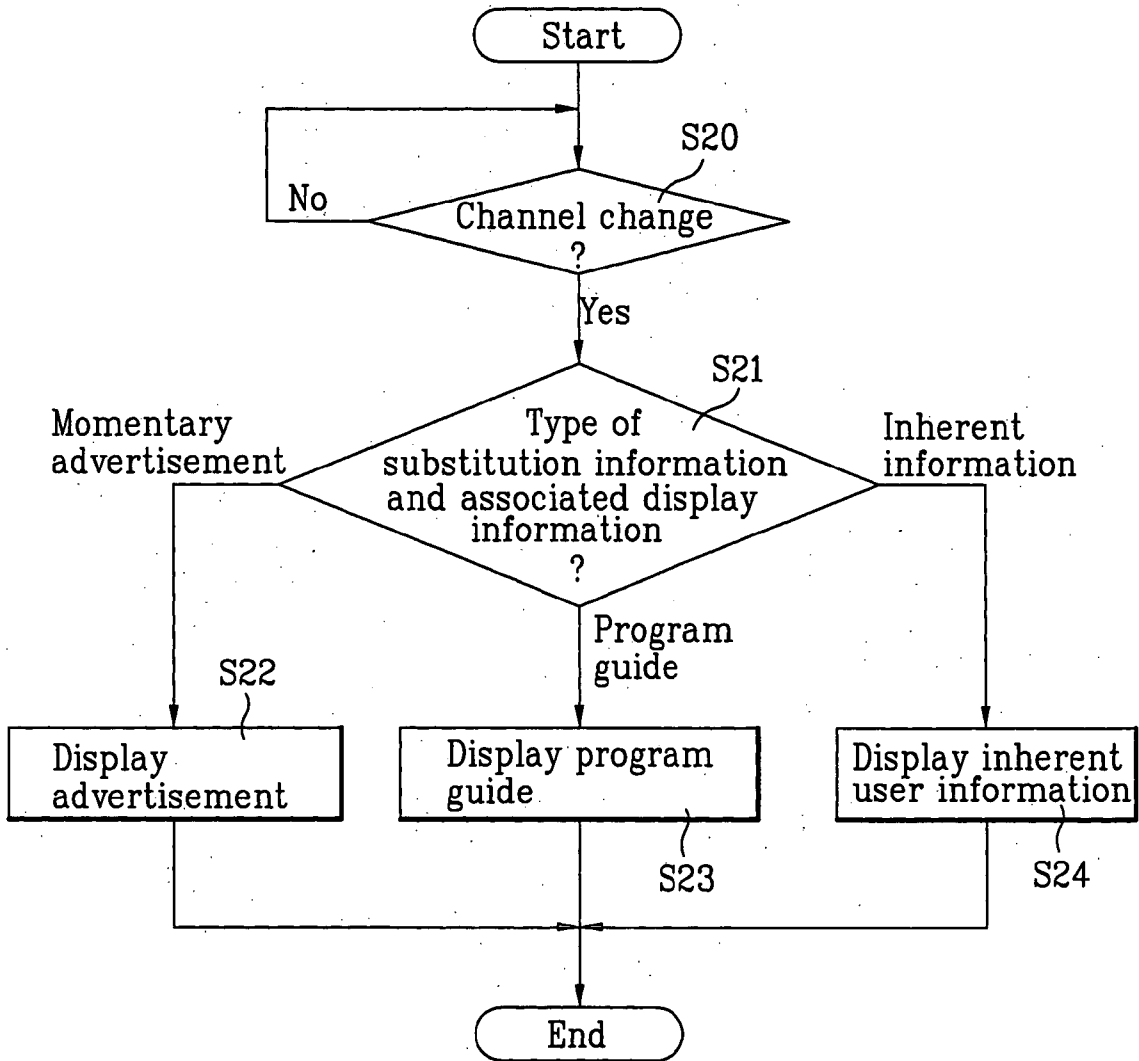 Start
S20
No
Channel change
?
Yes
S21
Momentary
advertisement
Type of
substitution information
and associated display
information
?
Inherent
information
Program
guide
S22
Display
advertisement
Display program
guide
Display inherent
user information
S23
S24
End